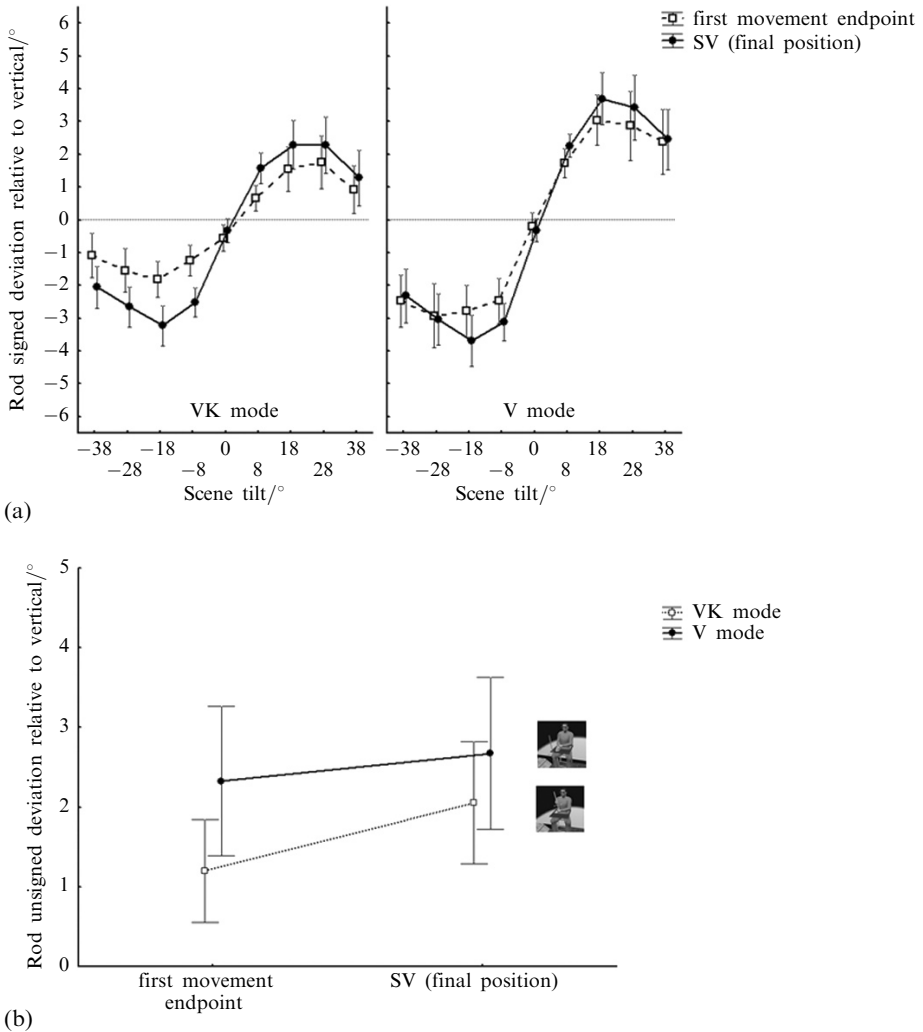 first movement endpoint
SV (final position)
Rod signed deviation relative to vertical/°
6
5
4
3
2
1
0
−1
−2
−3
−4
−5
−6
VK mode
V mode
−38 −18 0 18 38 −38 −18 0 18 38
−28 −8 8 28 −28 −8 8 28
Scene tilt/° Scene tilt/°
(a)
Rod unsigned deviation relative to vertical/°
5
4
3
2
1
0
VK mode
V mode
first movement
endpoint
SV (final position)
(b)